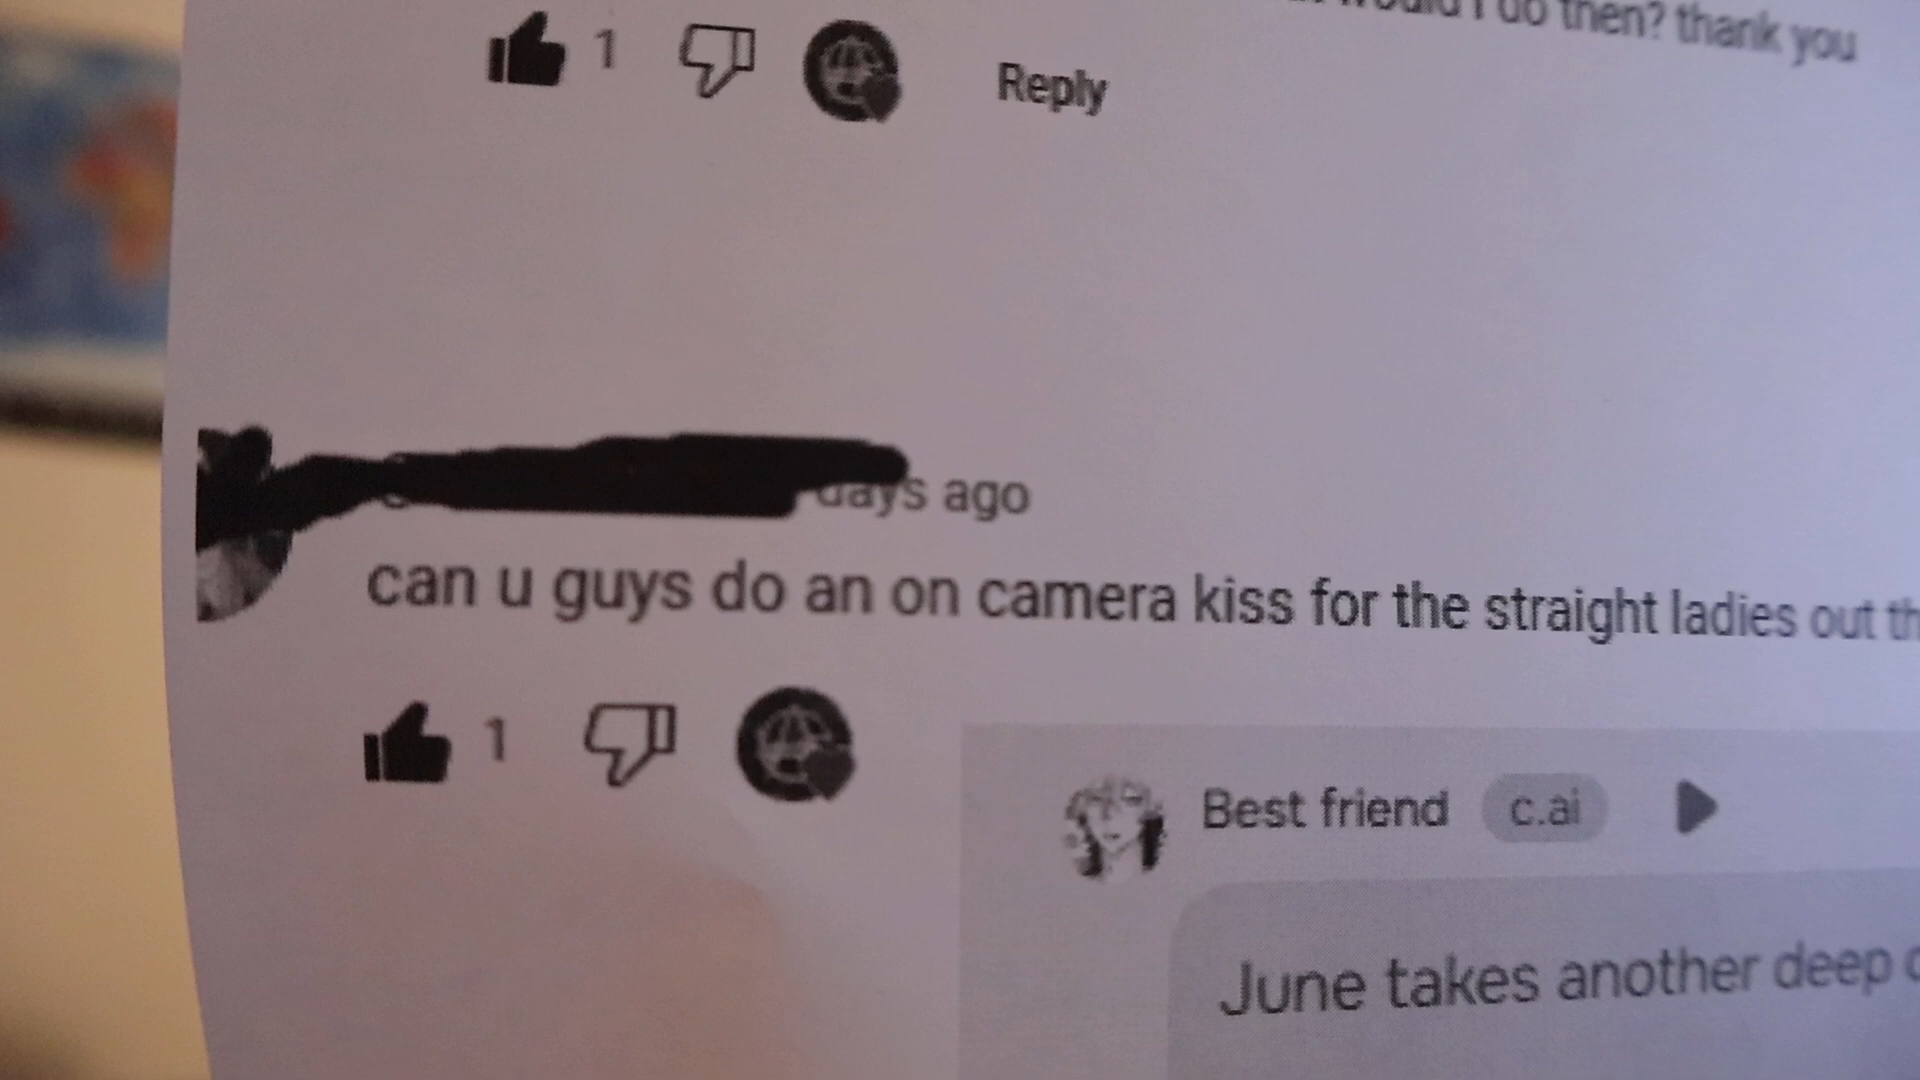 I do then? thank you
1 Reply
days ago
can u guys do an on camera kiss for the straight ladies out
1
Best friend c.ai
June takes another deep